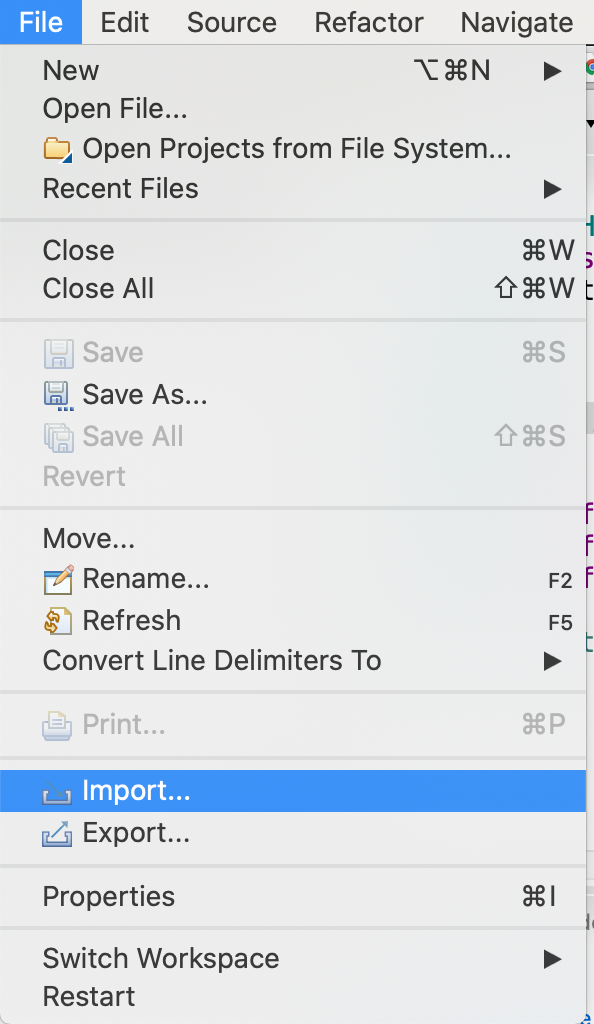 File Edit Source Refactor Navigate
New ⌥⌘N ▶
Open File...
Open Projects from File System...
Recent Files ▶
Close ⌘W
Close All ⇧⌘W
Save ⌘S
Save As...
Save All ⇧⌘S
Revert
Move...
Rename... F2
Refresh F5
Convert Line Delimiters To ▶
Print... ⌘P
Import...
Export...
Properties ⌘I
Switch Workspace ▶
Restart